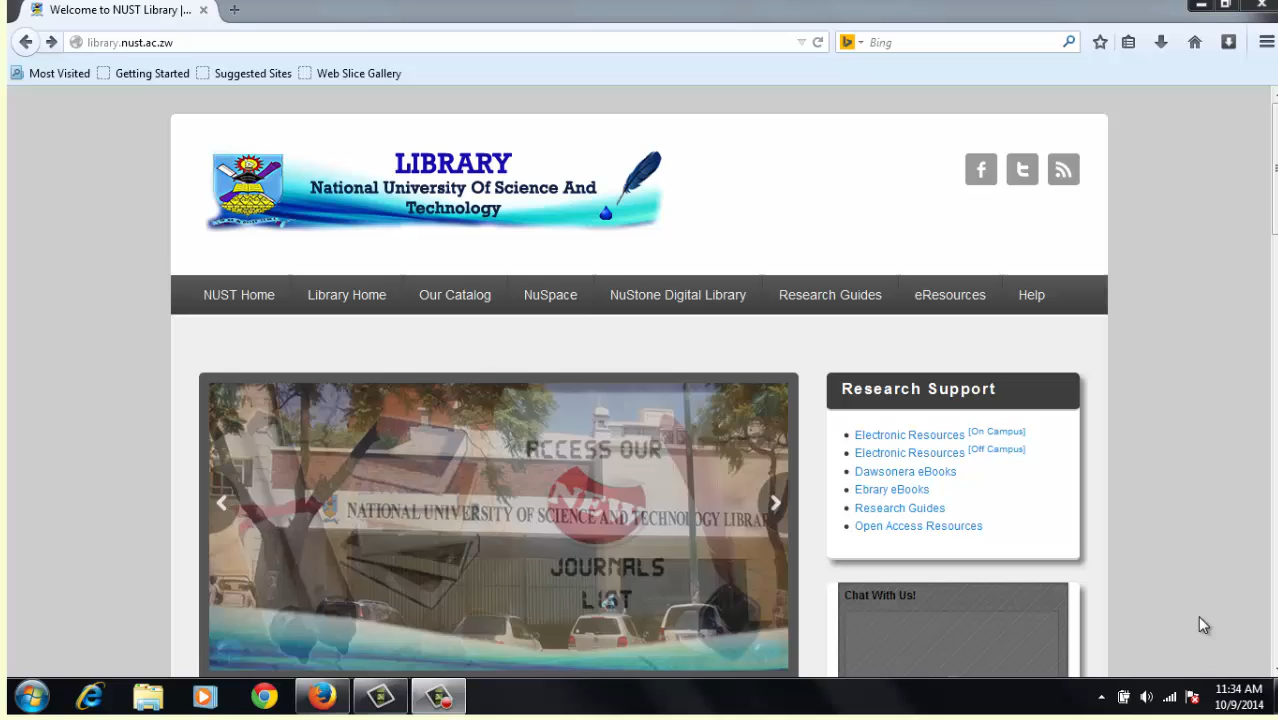 Welcome to NUST Library |...
library.nust.ac.zw
Bing
Most Visited
Getting Started
Suggested Sites
Web Slice Gallery
LIBRARY
National University Of Science And
Technology
NUST Home
Library Home
Our Catalog
NuSpace
NuStone Digital Library
Research Guides
eResources
Help
ACCESS OUR
NEW
NATIONAL UNIVERSITY OF SCIENCE AND TECHNOLOGY LIBRAR
JOURNALS
LIST
Research Support
Electronic Resources [On Campus]
Electronic Resources [Off Campus]
Dawsonera eBooks
Ebrary eBooks
Research Guides
Open Access Resources
Chat With Us!
11:34 AM
10/9/2014